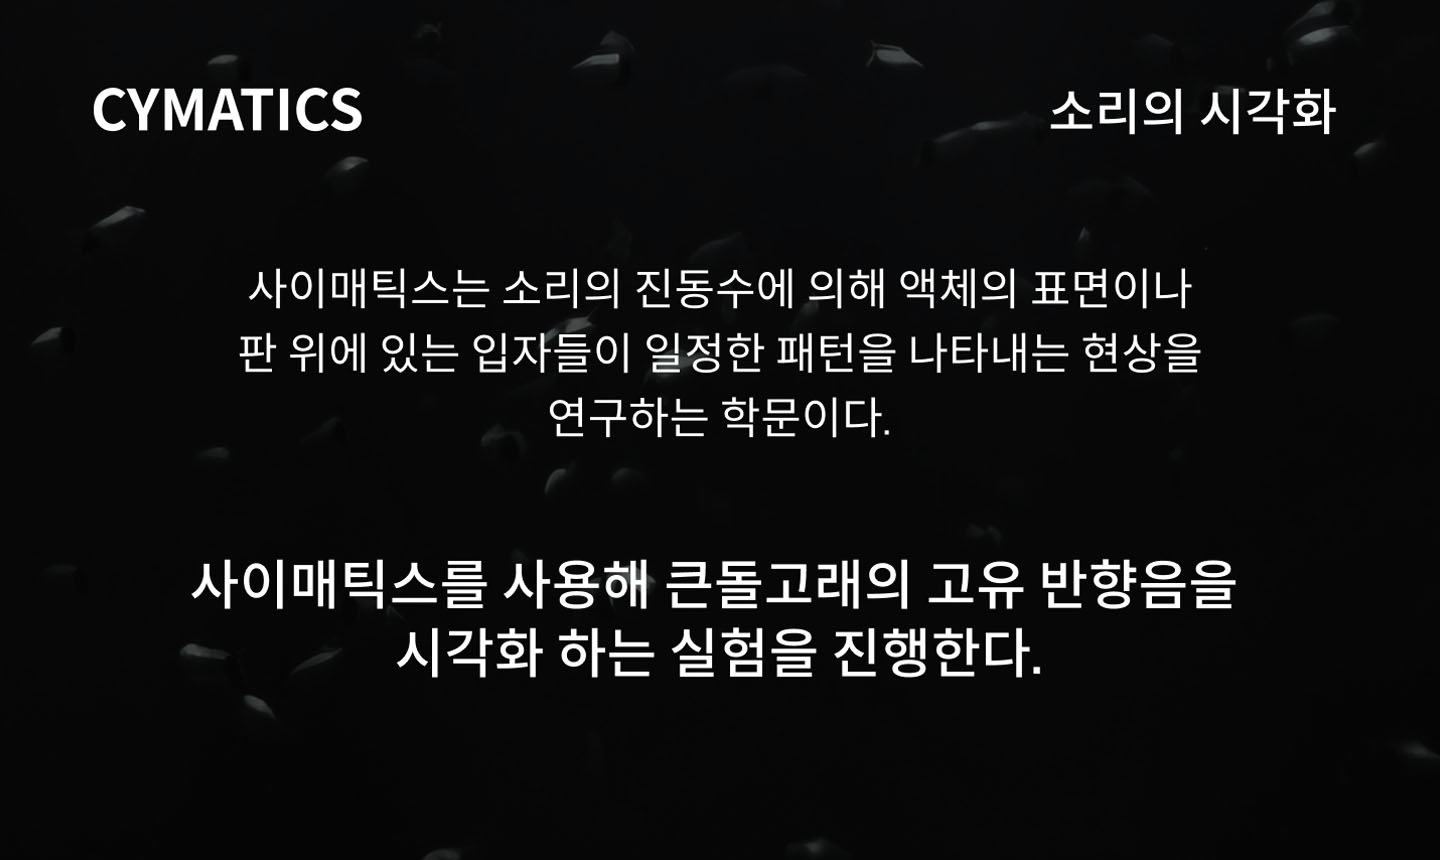 CYMATICS
소리의 시각화
사이매틱스는 소리의 진동수에 의해 액체의 표면이나
판 위에 있는 입자들이 일정한 패턴을 나타내는 현상을
연구하는 학문이다.
사이매틱스를 사용해 큰돌고래의 고유 반향음을
시각화 하는 실험을 진행한다.